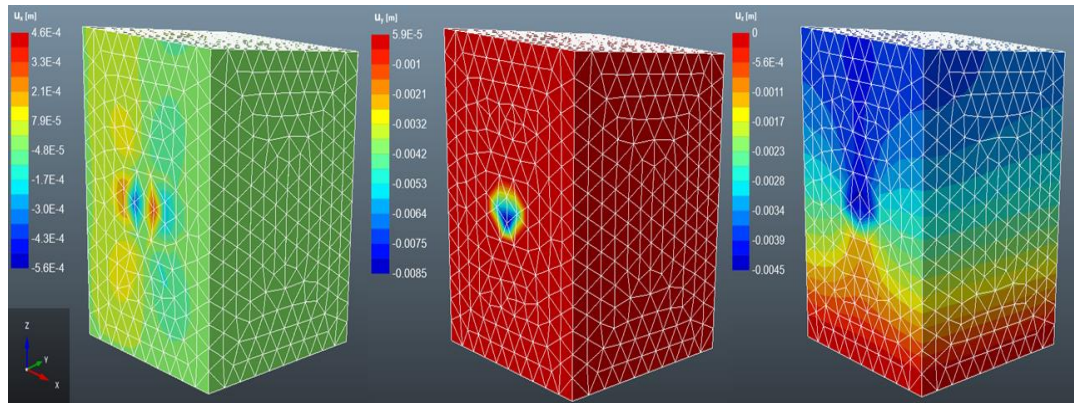 uₓ [m]
4.6E-4
3.3E-4
2.1E-4
7.9E-5
-4.8E-5
-1.7E-4
-3.0E-4
-4.3E-4
-5.6E-4
Z
Y
X
uᵧ [m]
5.9E-5
-0.001
-0.0021
-0.0032
-0.0043
-0.0053
-0.0064
-0.0075
-0.0085
u_z [m]
0
-5.6E-4
-0.0011
-0.0017
-0.0023
-0.0028
-0.0034
-0.0039
-0.0045